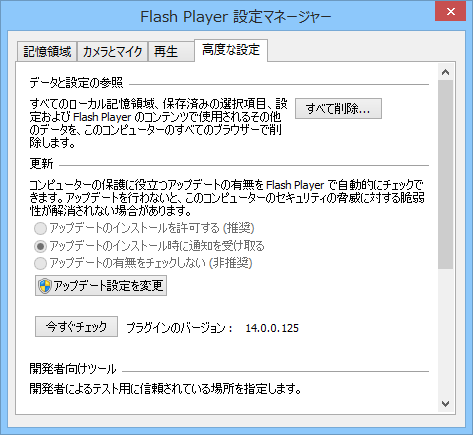 Flash Player 設定マネージャー
記憶領域 カメラとマイク 再生 高度な設定
データと設定の参照
すべてのローカル記憶領域、保存済みの選択項目、設
定および Flash Player のコンテンツで使用されるその他
のデータを、このコンピューターのすべてのブラウザーで削
除します。
すべて削除...
更新
コンピューターの保護に役立つアップデートの有無を Flash Player で自動的にチェックで
きます。アップデートを行わないと、このコンピューターのセキュリティの脅威に対する脆弱
性が解消されない場合があります。
アップデートのインストールを許可する (推奨)
アップデートのインストール時に通知を受け取る
アップデートの有無をチェックしない (非推奨)
アップデート設定を変更
今すぐチェック プラグインのバージョン： 14.0.0.125
開発者向けツール
開発者によるテスト用に信頼されている場所を指定します。